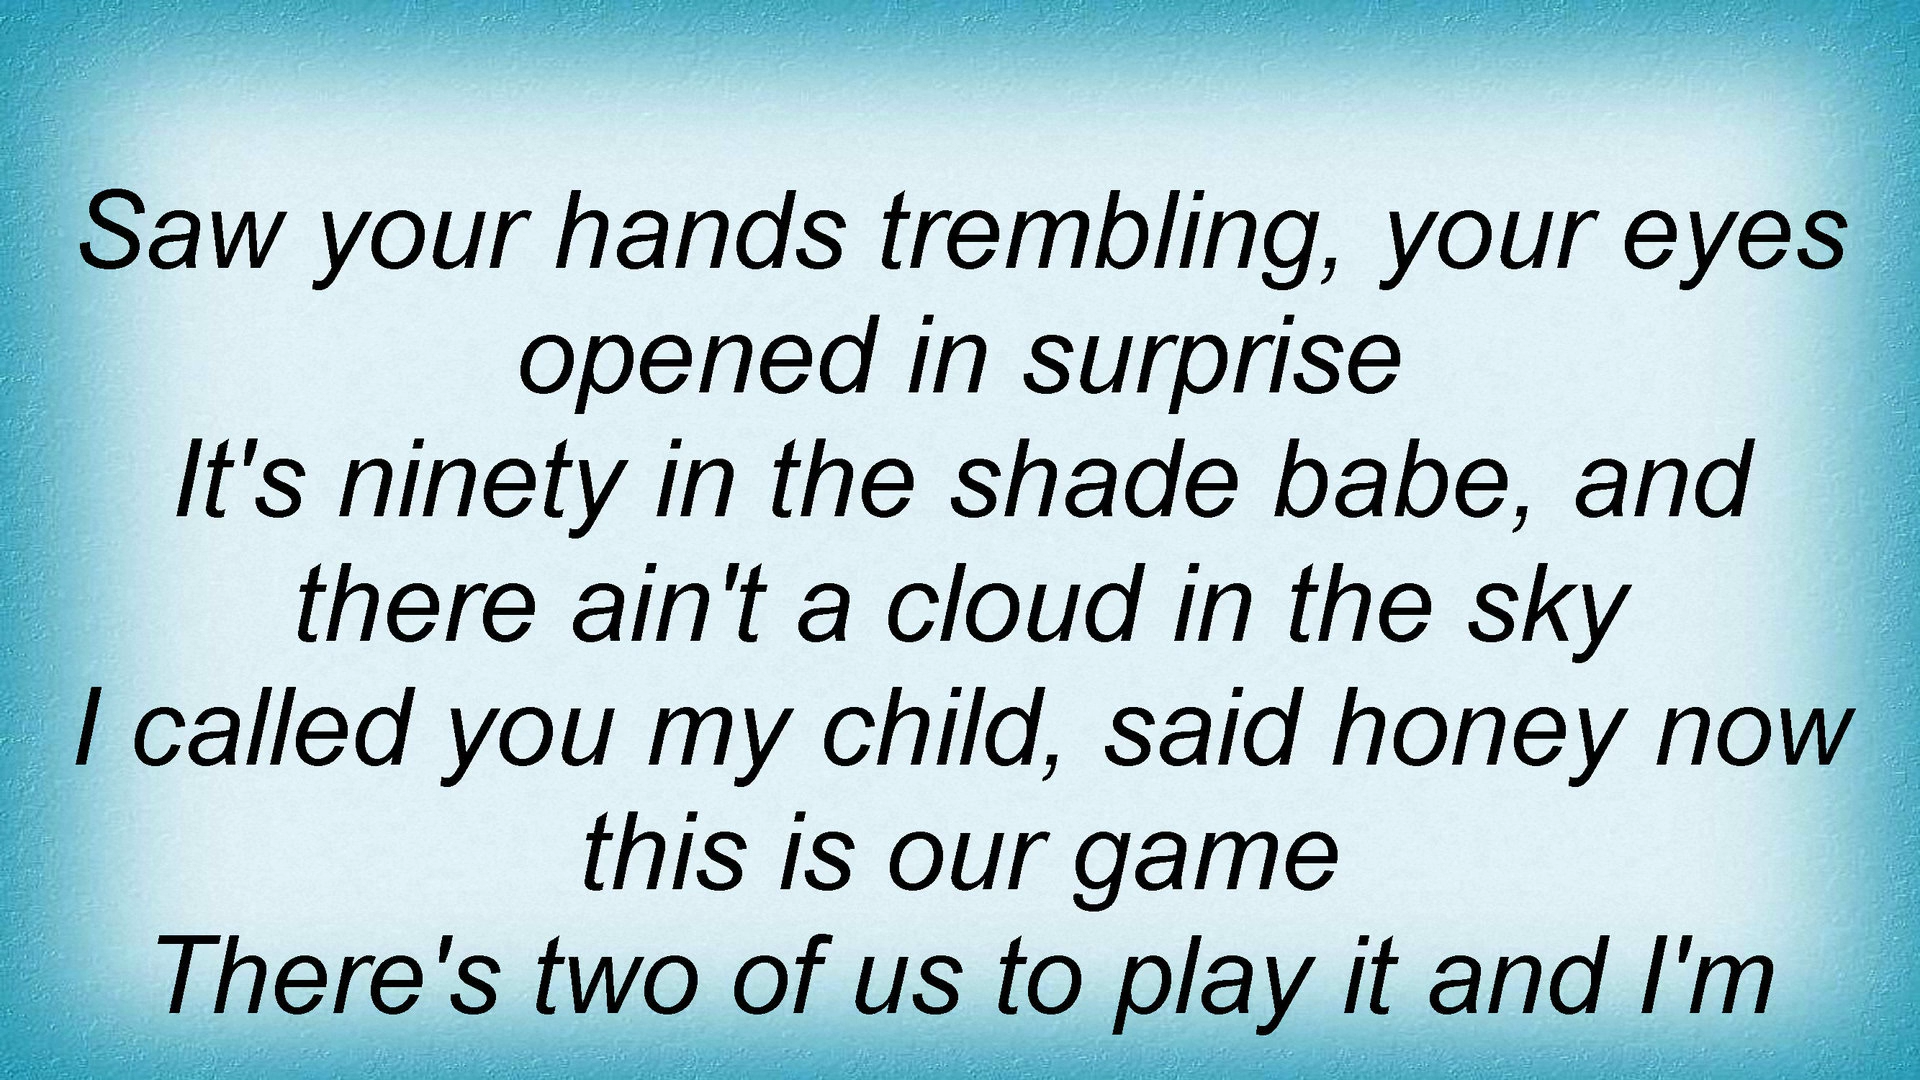 Saw your hands trembling, your eyes
opened in surprise
It's ninety in the shade babe, and
there ain't a cloud in the sky
I called you my child, said honey now
this is our game
There's two of us to play it and I'm